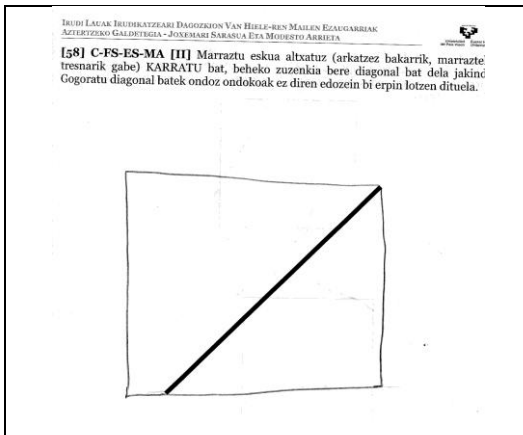 IRUDI LAUAK IRUDIKATZEARI DAGOZKION VAN HIELE-REN MAILEN EZAUGARRIAK
AZTERTZEKO GALDETEGIA - JOXEMARI SARASUA ETA MODESTO ARRIETA
[58] C-FS-ES-MA [II] Marraztu eskua altxatuz (arkatzez bakarrik, marrazte
tresnarik gabe) KARRATU bat, beheko zuzenkia bere diagonal bat dela jakind
Gogoratu diagonal batek ondoz ondokoak ez diren edozein bi erpin lotzen dituela.